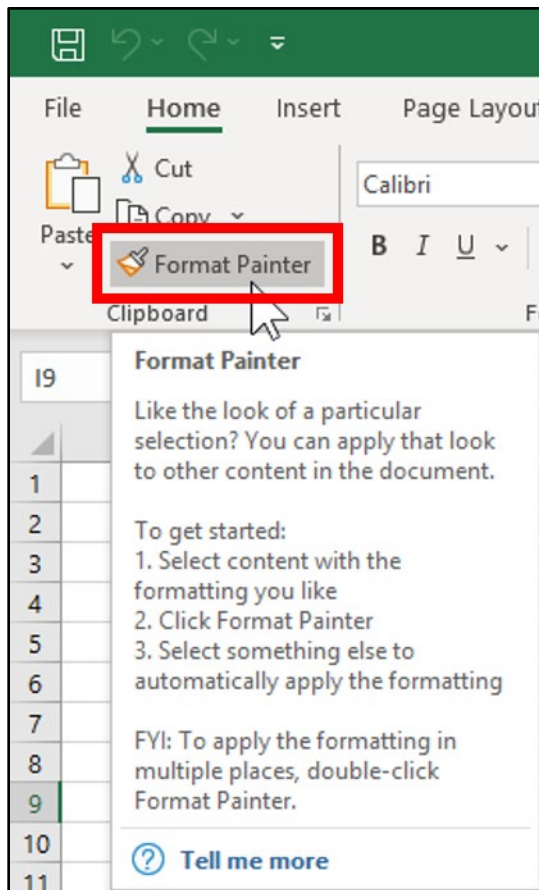 File Home Insert Page Layout
Cut
Calibri
Copy
Paste
B I U
Format Painter
Clipboard F
Format Painter
I9
Like the look of a particular
selection? You can apply that look
to other content in the document.
1
2
To get started:
3
1. Select content with the
formatting you like
4
2. Click Format Painter
5
3. Select something else to
6
automatically apply the formatting
7
FYI: To apply the formatting in
8
multiple places, double-click
9
Format Painter.
10
Tell me more
11